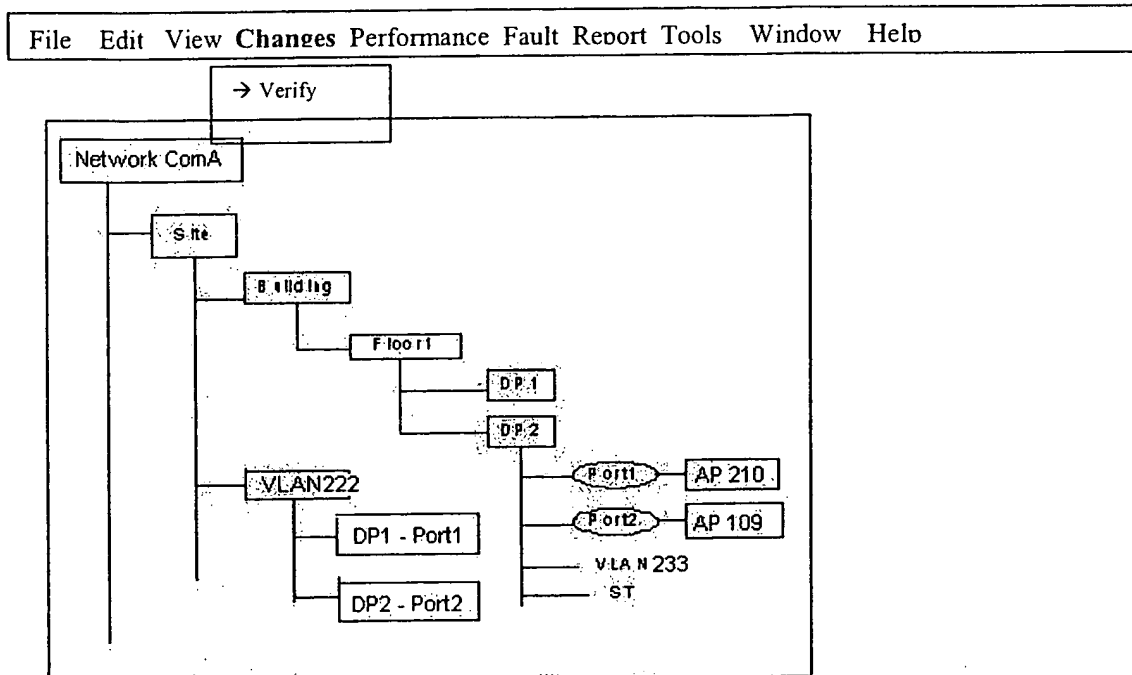 File Edit View Changes Performance Fault Report Tools Window Help
→ Verify
Network ComA
Site
Building
Floor1
DP1
DP2
Port1 AP 210
VLAN222
Port2 AP 109
DP1 - Port1
VLAN 233
ST
DP2 - Port2